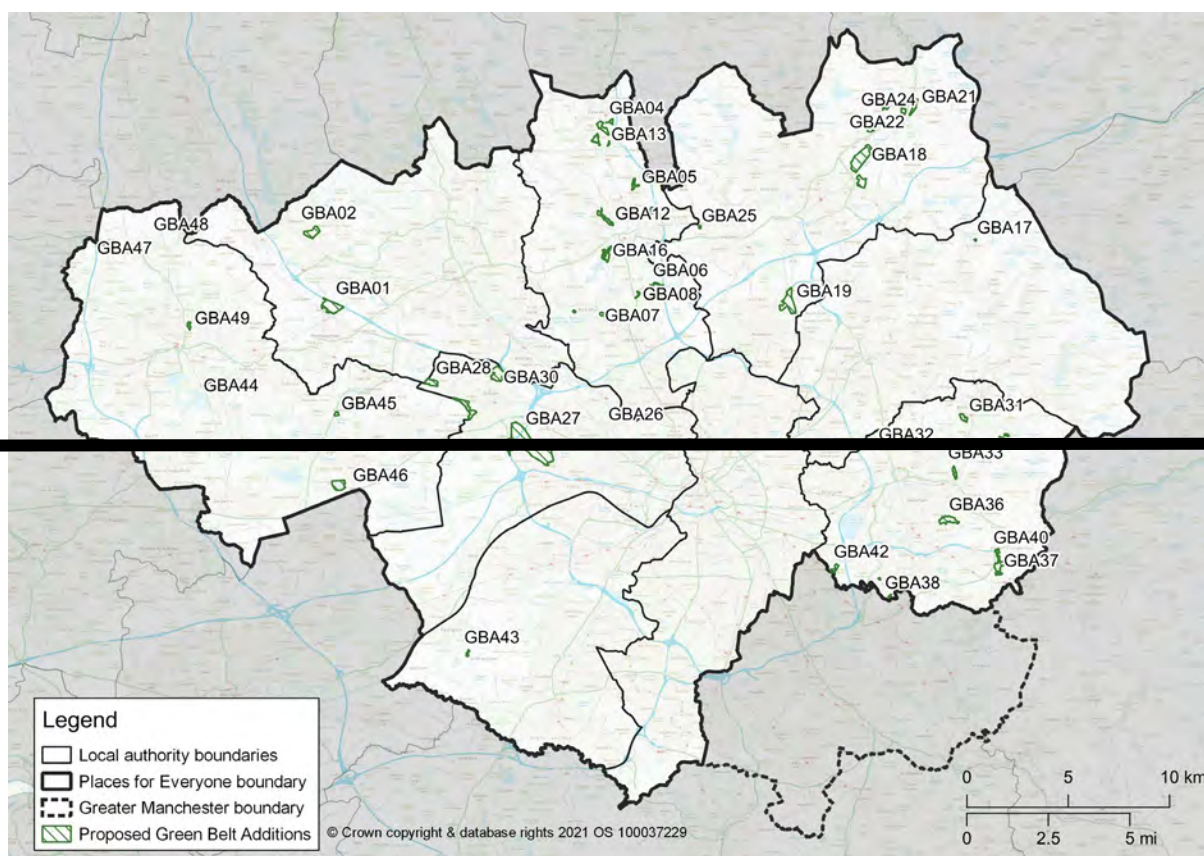 GBA04
GBA24
GBA21
GBA13
GBA22
GBA18
GBA05
GBA02
GBA12
GBA25
GBA48
GBA17
GBA47
GBA16
GBA06
GBA01
GBA08
GBA19
GBA49
GBA07
GBA28
GBA30
GBA44
GBA45
GBA31
GBA27
GBA26
GBA32
GBA33
GBA46
GBA36
GBA40
GBA42
GBA37
GBA38
GBA43
Legend
Local authority boundaries
Places for Everyone boundary
Greater Manchester boundary
Proposed Green Belt Additions
© Crown copyright & database rights 2021 OS 100037229
0 5 10 km
0 2.5 5 mi